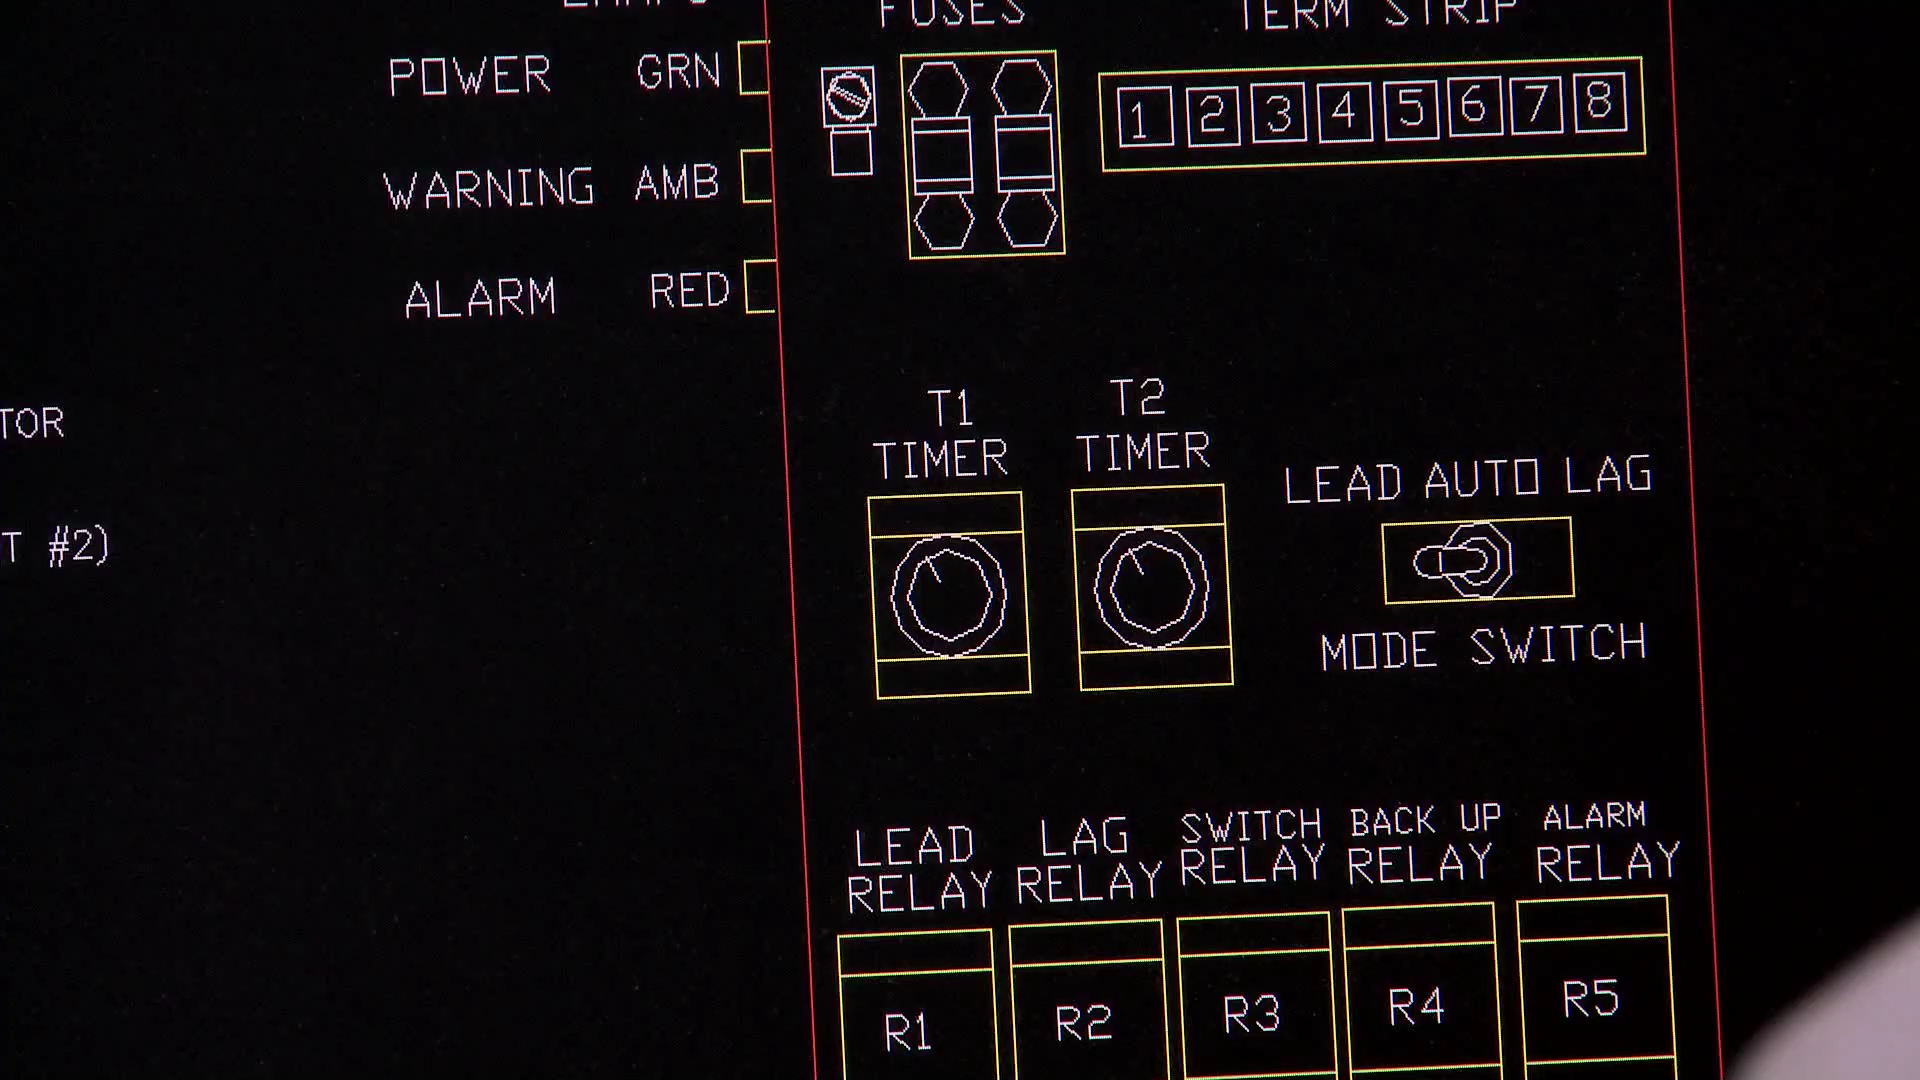 FUSES
TERM STRIP
POWER GRN
1 2 3 4 5 6 7 8
WARNING AMB
ALARM RED
TOR
T #2)
T1 TIMER
T2 TIMER
LEAD AUTO LAG
MODE SWITCH
LEAD RELAY
LAG RELAY
SWITCH RELAY
BACK UP RELAY
ALARM RELAY
R1 R2 R3 R4 R5